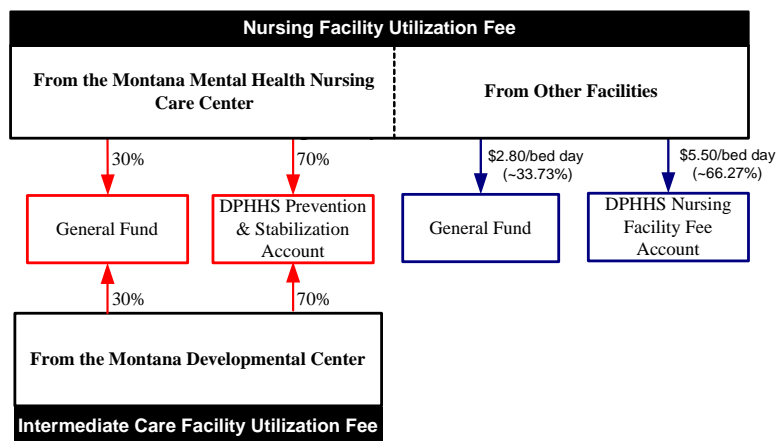 Nursing Facility Utilization Fee
From the Montana Mental Health Nursing
Care Center
From Other Facilities
30%
70%
$2.80/bed day
(~33.73%)
$5.50/bed day
(~66.27%)
General Fund
DPHHS Prevention
& Stabilization
Account
General Fund
DPHHS Nursing
Facility Fee
Account
30%
70%
From the Montana Developmental Center
Intermediate Care Facility Utilization Fee